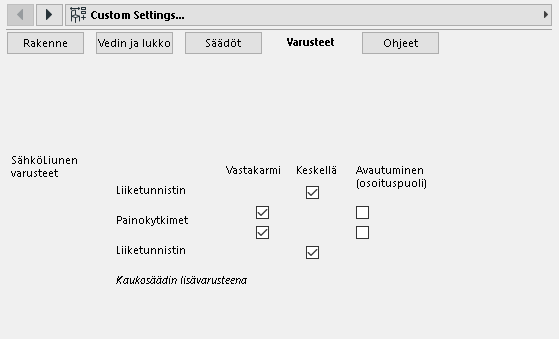 Custom Settings...
Rakenne
Vedin ja lukko
Säädöt
Varusteet
Ohjeet
SähköLiunen
varusteet
Vastakarmi
Keskellä
Avautuminen
(osoituspuoli)
Liiketunnistin
Painokytkimet
Liiketunnistin
Kaukosäädin lisävarusteena